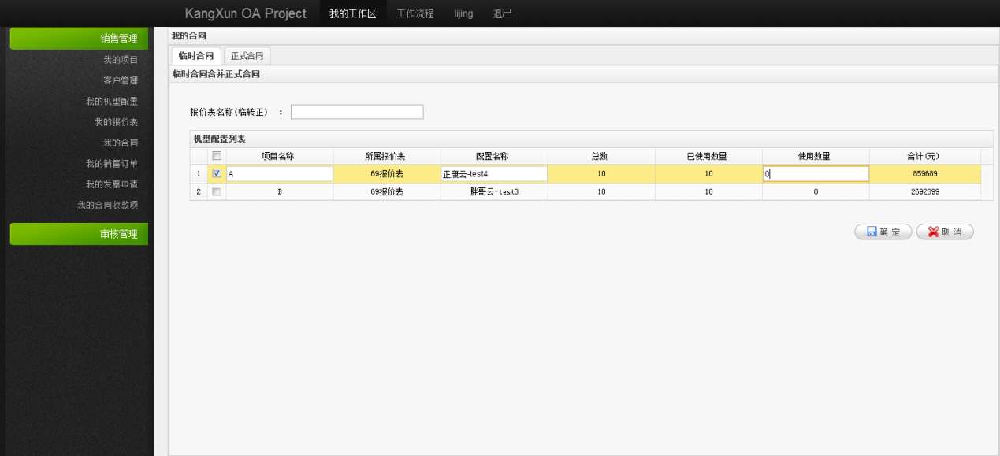 KangXun OA Project 我的工作区 工作流程 lijing 退出
销售管理
我的项目
客户管理
我的机型配置
我的报价表
我的合同
我的销售订单
我的发票申请
我的合同收款项
审核管理
我的合同
临时合同 正式合同
临时合同合并正式合同
报价表名称(临转正) :
机型配置列表
项目名称 所属报价表 配置名称 总数 已使用数量 使用数量 合计(元)
1 A 69报价表 正康云-test4 10 10 0 859689
2 B 69报价表 胖哥云-test3 10 10 0 2692899
确 定 取 消